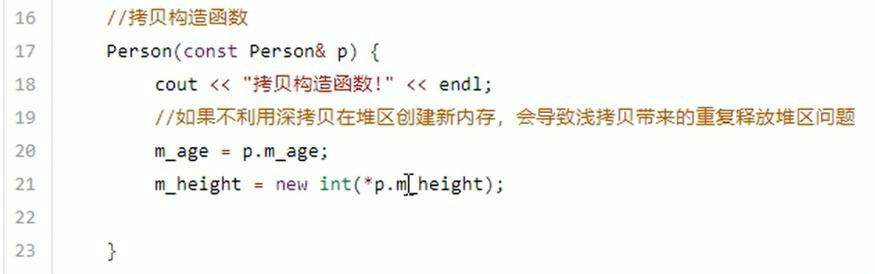 16 //拷贝构造函数
17 Person(const Person& p) {
18 cout << "拷贝构造函数!" << endl;
19 //如果不利用深拷贝在堆区创建新内存，会导致浅拷贝带来的重复释放堆区问题
20 m_age = p.m_age;
21 m_height = new int(*p.m_height);
22
23 }